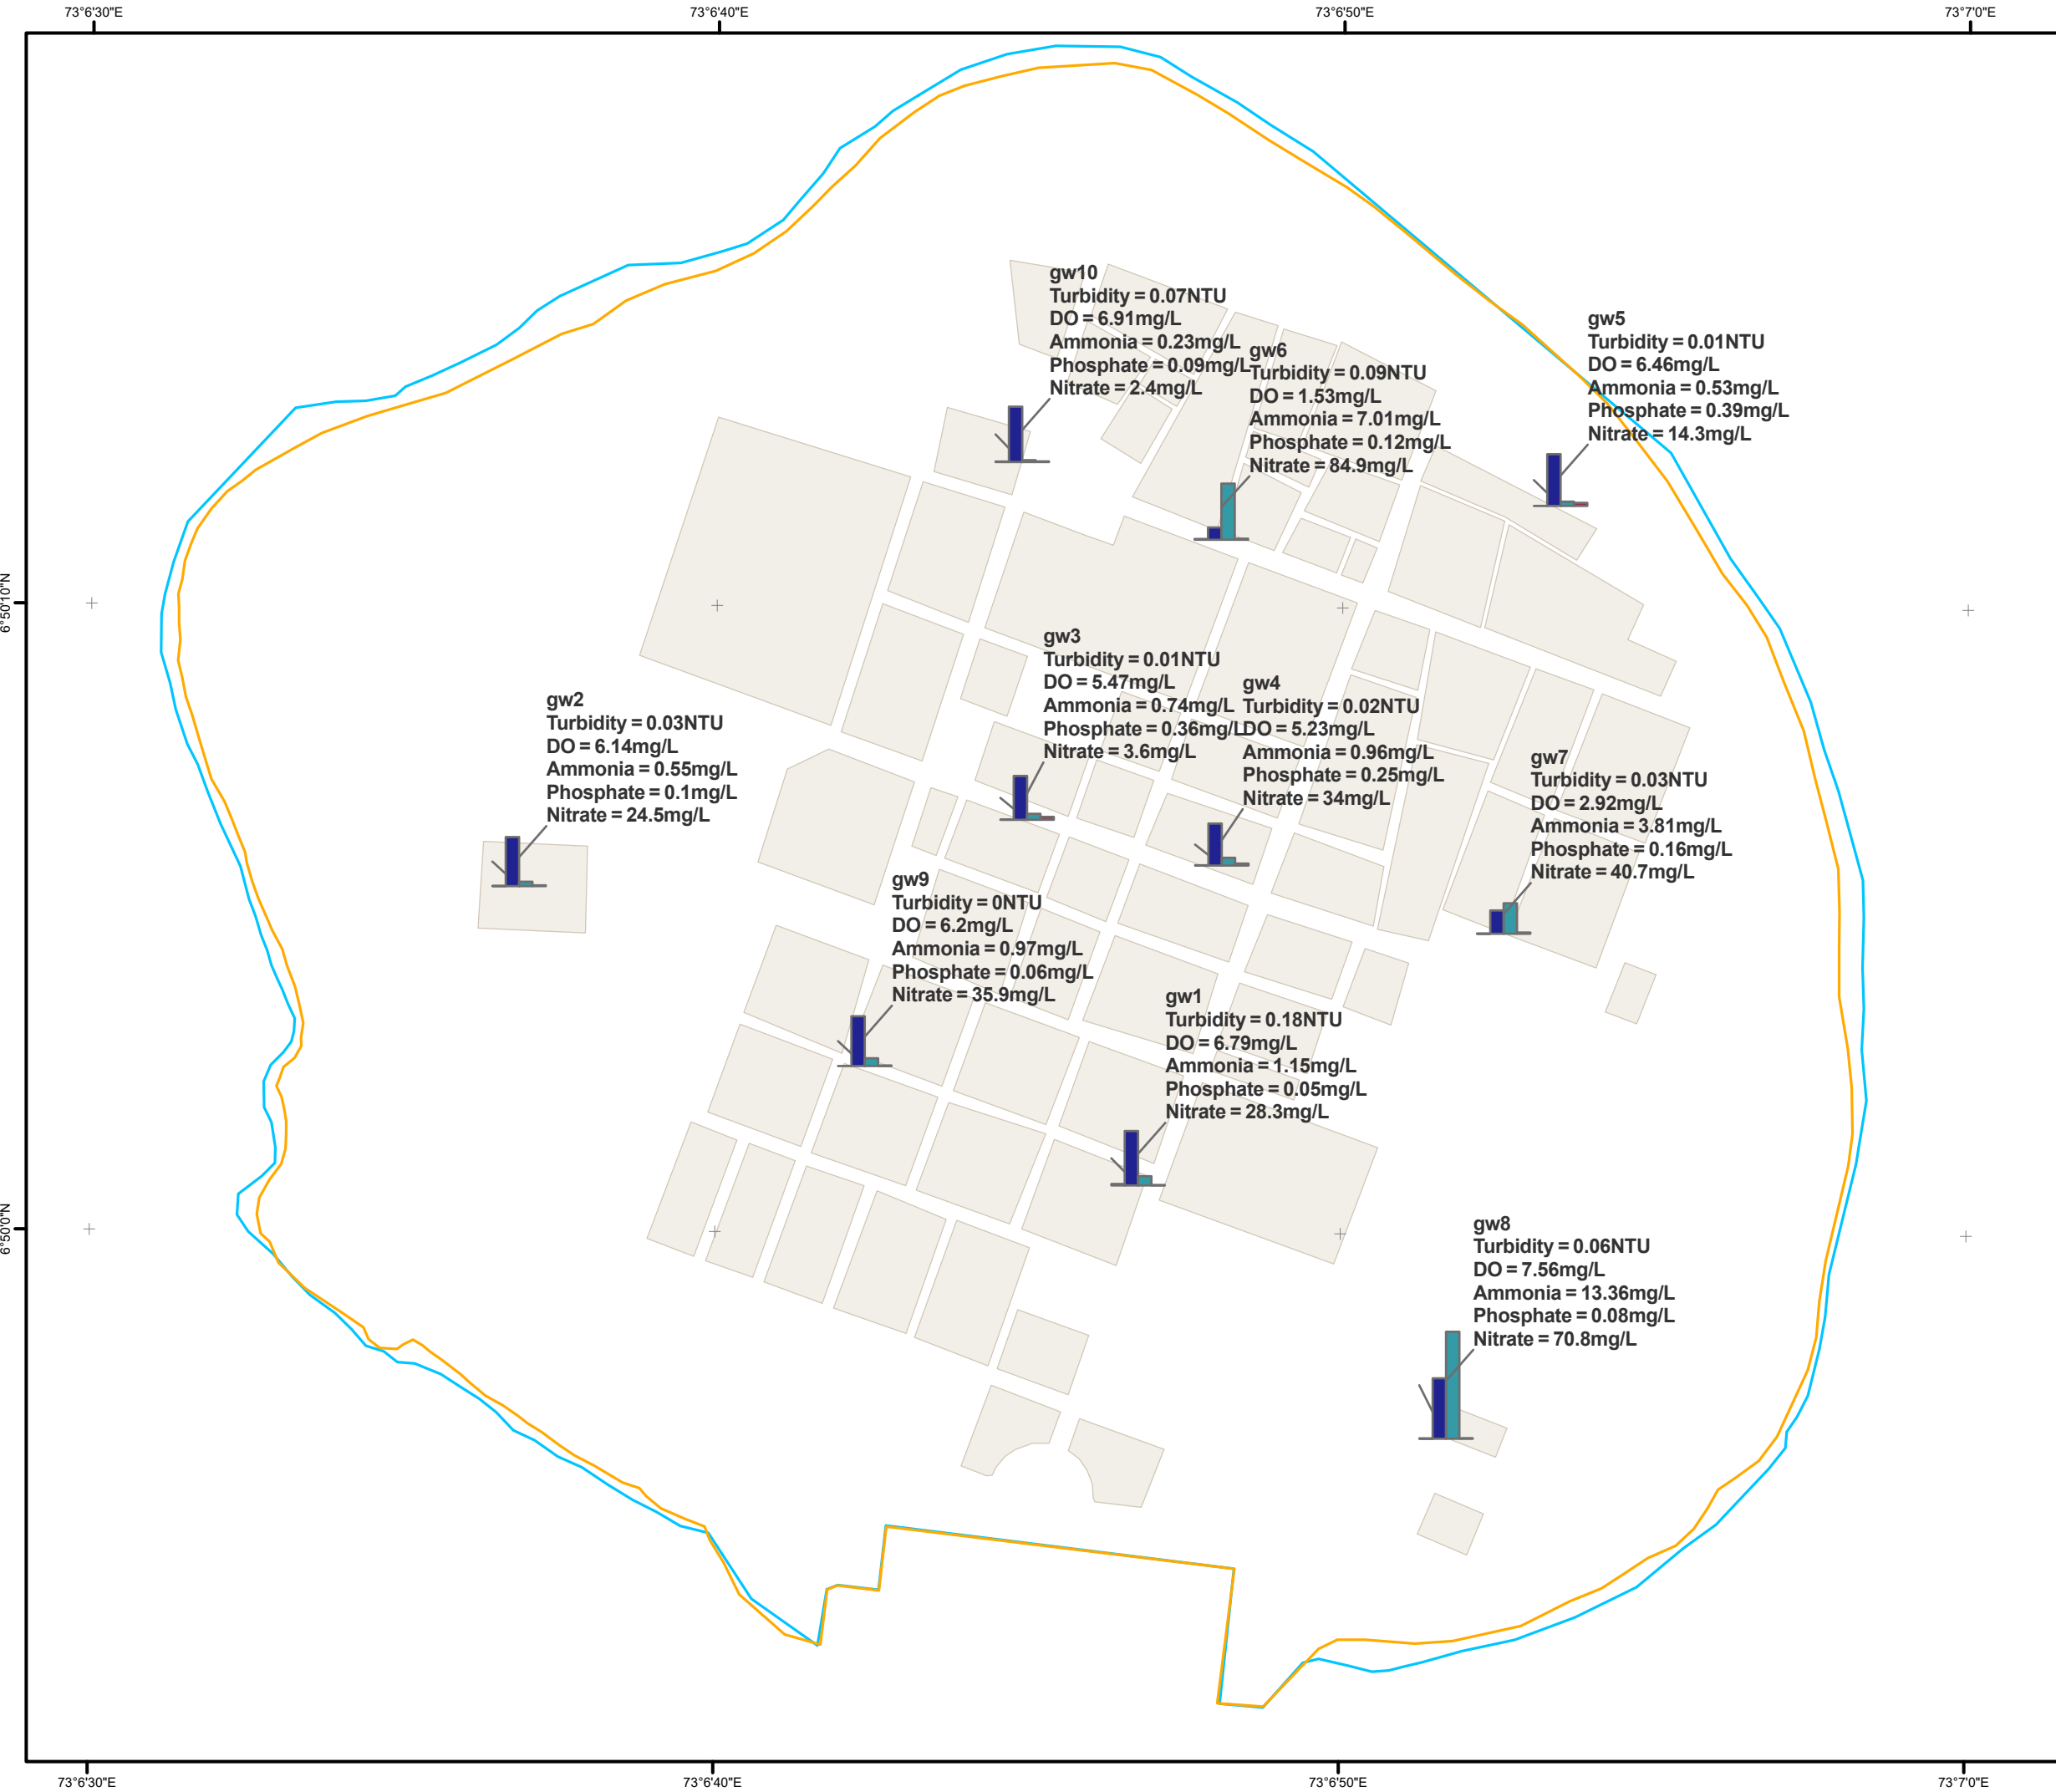 73°6'30"E
73°6'40"E
73°6'50"E
73°7'0"E
gw10
Turbidity = 0.07NTU
DO = 6.91mg/L
Ammonia = 0.23mg/L
Phosphate = 0.09mg/L
Nitrate = 2.4mg/L
gw6
Turbidity = 0.09NTU
DO = 1.53mg/L
Ammonia = 7.01mg/L
Phosphate = 0.12mg/L
Nitrate = 84.9mg/L
gw5
Turbidity = 0.01NTU
DO = 6.46mg/L
Ammonia = 0.53mg/L
Phosphate = 0.39mg/L
Nitrate = 14.3mg/L
6°50'10"N
gw3
Turbidity = 0.01NTU
DO = 5.47mg/L
Ammonia = 0.74mg/L
Phosphate = 0.36mg/L
Nitrate = 3.6mg/L
gw4
Turbidity = 0.02NTU
DO = 5.23mg/L
Ammonia = 0.96mg/L
Phosphate = 0.25mg/L
Nitrate = 34mg/L
gw2
Turbidity = 0.03NTU
DO = 6.14mg/L
Ammonia = 0.55mg/L
Phosphate = 0.1mg/L
Nitrate = 24.5mg/L
gw7
Turbidity = 0.03NTU
DO = 2.92mg/L
Ammonia = 3.81mg/L
Phosphate = 0.16mg/L
Nitrate = 40.7mg/L
gw9
Turbidity = 0NTU
DO = 6.2mg/L
Ammonia = 0.97mg/L
Phosphate = 0.06mg/L
Nitrate = 35.9mg/L
gw1
Turbidity = 0.18NTU
DO = 6.79mg/L
Ammonia = 1.15mg/L
Phosphate = 0.05mg/L
Nitrate = 28.3mg/L
6°50'0"N
gw8
Turbidity = 0.06NTU
DO = 7.56mg/L
Ammonia = 13.36mg/L
Phosphate = 0.08mg/L
Nitrate = 70.8mg/L
73°6'30"E
73°6'40"E
73°6'50"E
73°7'0"E